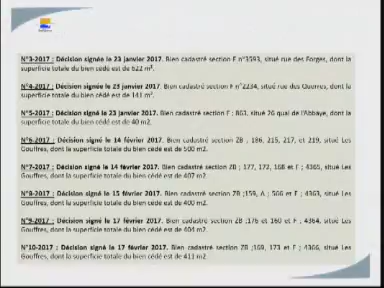 N°3-2017 : Décision signée le 23 janvier 2017. Bien cadastré section F n°3593, situé rue des Forges, dont la
superficie totale du bien cédé est de 622 m².
N°4-2017 : Décision signée le 23 janvier 2017. Bien cadastré section F n°2234, situé rue des Guerres, dont la
superficie totale du bien cédé est de 141 m².
N°5-2017 : Décision signé le 23 janvier 2017. Bien cadastré section F : 863, situé 26 quai de l'Abbaye, dont la
superficie totale du bien cédé est de 40 m2.
N°6-2017 : Décision signé le 14 février 2017. Bien cadastré section ZB , 186, 215, 217, et 219, situé Les
Gouffres, dont la superficie totale du bien cédé est de 500 m².
N°7-2017 : Décision signé le 14 février 2017. Bien cadastré section ZB ; 177, 172, 168 et F ; 4365, situé Les
Gouffres, dont la superficie totale du bien cédé est de 407 m².
N°8-2017 : Décision signé le 15 février 2017. Bien cadastré section ZB ;159, A ; 566 et F ; 4363, situé Les
Gouffres, dont la superficie totale du bien cédé est de 400 m².
N°9-2017 : Décision signé le 17 février 2017. Bien cadastré section ZB ;176 et 160 et F ; 4364, situé Les
Gouffres, dont la superficie totale du bien cédé est de 404 m².
N°10-2017 : Décision signé le 17 février 2017. Bien cadastré section ZB ;169, 173 et F ; 4366, situé Les
Gouffres, dont la superficie totale du bien cédé est de 411 m².